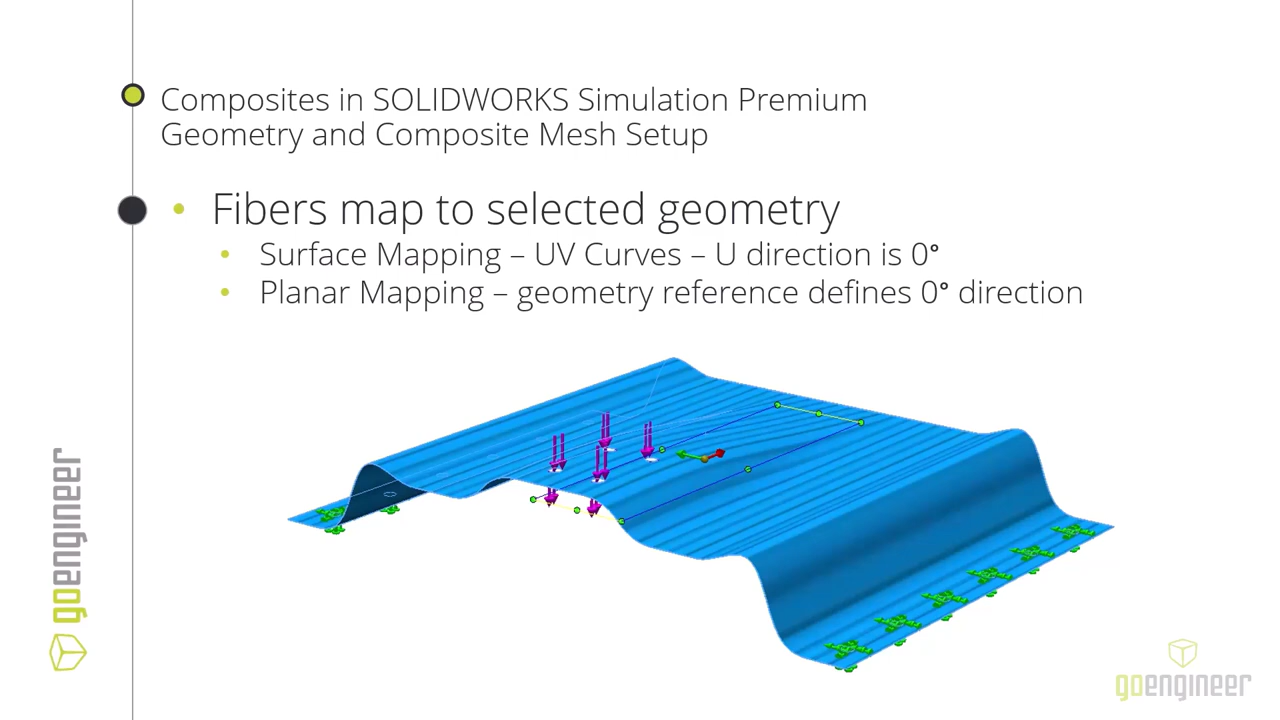 Composites in SOLIDWORKS Simulation Premium
Geometry and Composite Mesh Setup
• Fibers map to selected geometry
• Surface Mapping – UV Curves – U direction is 0°
• Planar Mapping – geometry reference defines 0° direction
goengineer
goengineer